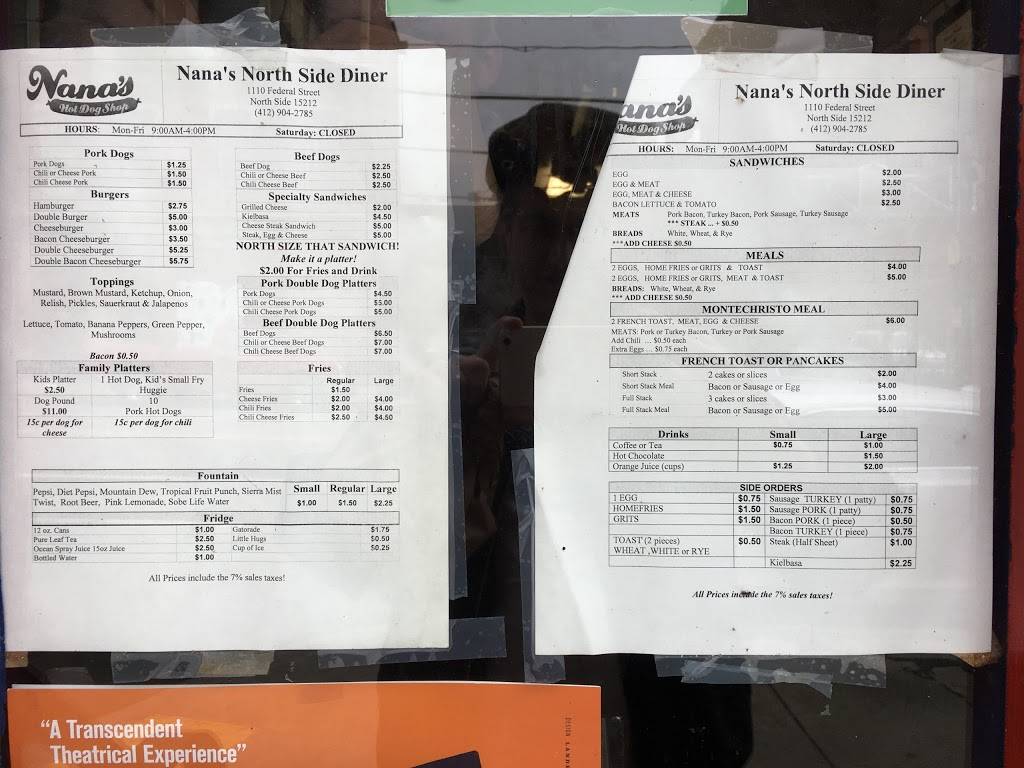 Nana's
Hot Dog Shop
Nana's North Side Diner
1110 Federal Street
North Side 15212
(412) 904-2785
HOURS: Mon-Fri 9:00AM-4:00PM Saturday: CLOSED
Pork Dogs
Pork Dogs $1.25
Chili or Cheese Pork $1.50
Chili Cheese Pork $1.50
Burgers
Hamburger $2.75
Double Burger $5.00
Cheeseburger $3.00
Bacon Cheeseburger $3.50
Double Cheeseburger $5.25
Double Bacon Cheeseburger $5.75
Toppings
Mustard, Brown Mustard, Ketchup, Onion,
Relish, Pickles, Sauerkraut & Jalapenos
Lettuce, Tomato, Banana Peppers, Green Pepper,
Mushrooms
Bacon $0.50
Family Platters
Kids Platter 1 Hot Dog, Kid's Small Fry
$2.50 Huggie
Dog Pound 10
$11.00 Pork Hot Dogs
15c per dog for 15c per dog for chili
cheese
Beef Dogs
Beef Dog $2.25
Chili or Cheese Beef $2.50
Chili Cheese Beef $2.50
Specialty Sandwiches
Grilled Cheese $2.00
Kielbasa $4.50
Cheese Steak Sandwich $5.00
Steak, Egg & Cheese $5.00
NORTH SIZE THAT SANDWICH!
Make it a platter!
$2.00 For Fries and Drink
Pork Double Dog Platters
Pork Dogs $4.50
Chili or Cheese Pork Dogs $5.00
Chili Cheese Pork Dogs $5.00
Beef Double Dog Platters
Beef Dogs $6.50
Chili or Cheese Beef Dogs $7.00
Chili Cheese Beef Dogs $7.00
Fries
Regular Large
Fries $1.50
Cheese Fries $2.00 $4.00
Chili Fries $2.00 $4.00
Chili Cheese Fries $2.50 $4.50
Fountain
Pepsi, Diet Pepsi, Mountain Dew, Tropical Fruit Punch, Sierra Mist Small Regular Large
Twist, Root Beer, Pink Lemonade, Sobe Life Water $1.00 $1.50 $2.25
Fridge
12 oz. Cans $1.00 Gatorade $1.75
Pure Leaf Tea $2.50 Little Hugs $0.50
Ocean Spray Juice 15oz Juice $2.50 Cup of Ice $0.25
Bottled Water $1.00
All Prices include the 7% sales taxes!
ana's
Hot Dog Shop
Nana's North Side Diner
1110 Federal Street
North Side 15212
(412) 904-2785
HOURS: Mon-Fri 9:00AM-4:00PM Saturday: CLOSED
SANDWICHES
EGG $2.00
EGG & MEAT $2.50
EGG, MEAT & CHEESE $3.00
BACON LETTUCE & TOMATO $2.50
MEATS Pork Bacon, Turkey Bacon, Pork Sausage, Turkey Sausage
*** STEAK ... + $0.50
BREADS White, Wheat, & Rye
***ADD CHEESE $0.50
MEALS
2 EGGS, HOME FRIES or GRITS & TOAST $4.00
2 EGGS, HOME FRIES or GRITS, MEAT & TOAST $5.00
BREADS: White, Wheat, & Rye
*** ADD CHEESE $0.50
MONTECHRISTO MEAL
2 FRENCH TOAST, MEAT, EGG & CHEESE $6.00
MEATS: Pork or Turkey Bacon, Turkey or Pork Sausage
Add Chili ... $0.50 each
Extra Eggs ... $0.75 each
FRENCH TOAST OR PANCAKES
Short Stack 2 cakes or slices $2.00
Short Stack Meal Bacon or Sausage or Egg $4.00
Full Stack 3 cakes or slices $3.00
Full Stack Meal Bacon or Sausage or Egg $5.00
Drinks Small Large
Coffee or Tea $0.75 $1.00
Hot Chocolate $1.50
Orange Juice (cups) $1.25 $2.00
SIDE ORDERS
1 EGG $0.75 Sausage TURKEY (1 patty) $0.75
HOMEFRIES $1.50 Sausage PORK (1 patty) $0.75
GRITS $1.50 Bacon PORK (1 piece) $0.50
Bacon TURKEY (1 piece) $0.75
TOAST (2 pieces) $0.50 Steak (Half Sheet) $1.00
WHEAT ,WHITE or RYE
Kielbasa $2.25
All Prices include the 7% sales taxes!
"A Transcendent
Theatrical Experience"
DESIGN